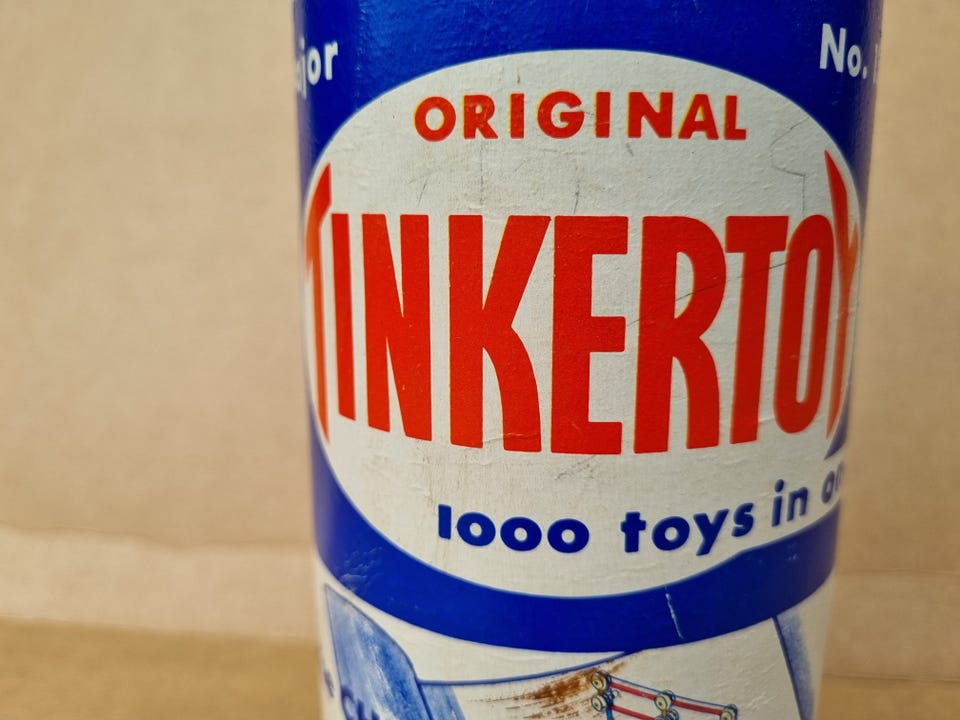 No.
ORIGINAL
TINKERTOY
1000 toys in